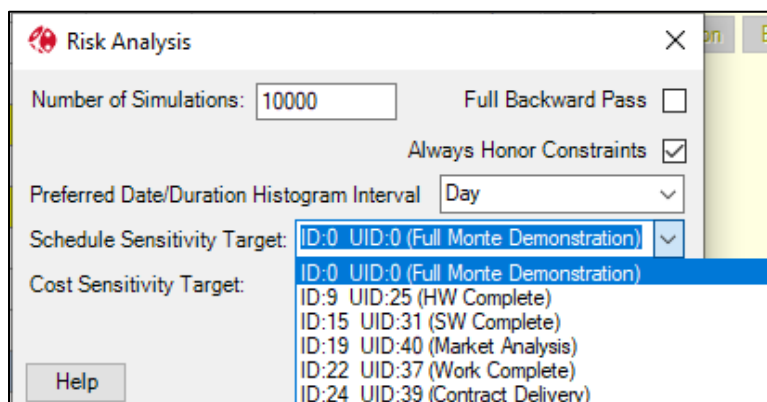 Risk Analysis
Number of Simulations: 10000 Full Backward Pass
Always Honor Constraints
Preferred Date/Duration Histogram Interval Day
Schedule Sensitivity Target: ID:0 UID:0 (Full Monte Demonstration)
Cost Sensitivity Target:
ID:0 UID:0 (Full Monte Demonstration)
ID:9 UID:25 (HW Complete)
ID:15 UID:31 (SW Complete)
ID:19 UID:40 (Market Analysis)
ID:22 UID:37 (Work Complete)
ID:24 UID:39 (Contract Delivery)
Help